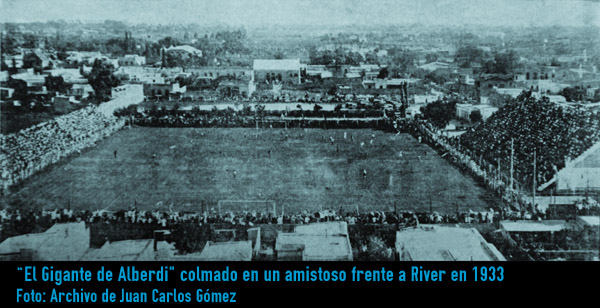 “El Gigante de Alberdi" colmado en un amistoso frente a River en 1933
Foto: Archivo de Juan Carlos Gómez